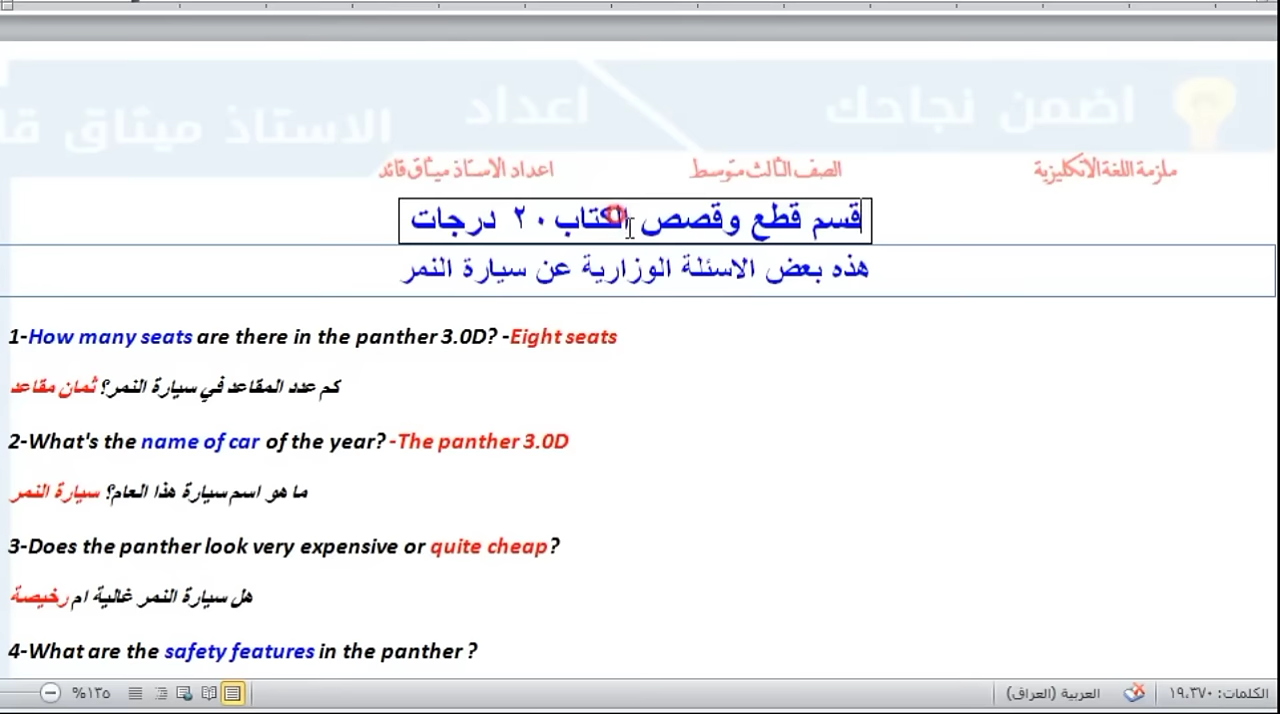 اضمن نجاحك اعداد الاستاذ ميثاق
ملزمة اللغة الانكليزية الصف الثالث متوسط اعداد الاستاذ ميثاق قائد
قسم قطع وقصص الكتاب ٢٠ درجات
هذه بعض الاسئلة الوزارية عن سيارة النمر
1-How many seats are there in the panther 3.0D? -Eight seats
كم عدد المقاعد في سيارة النمر؟ ثمان مقاعد
2-What's the name of car of the year? -The panther 3.0D
ما هو اسم سيارة هذا العام؟ سيارة النمر
3-Does the panther look very expensive or quite cheap?
هل سيارة النمر غالية ام رخيصة
4-What are the safety features in the panther ?
الكلمات: ١٩،٣٧٠ العربية (العراق) %١٣٥